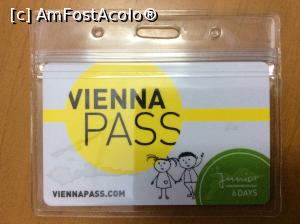 [c] AmFostAcolo®
VIENNA
PASS
VIENNAPASS.COM
Junior
6 DAYS